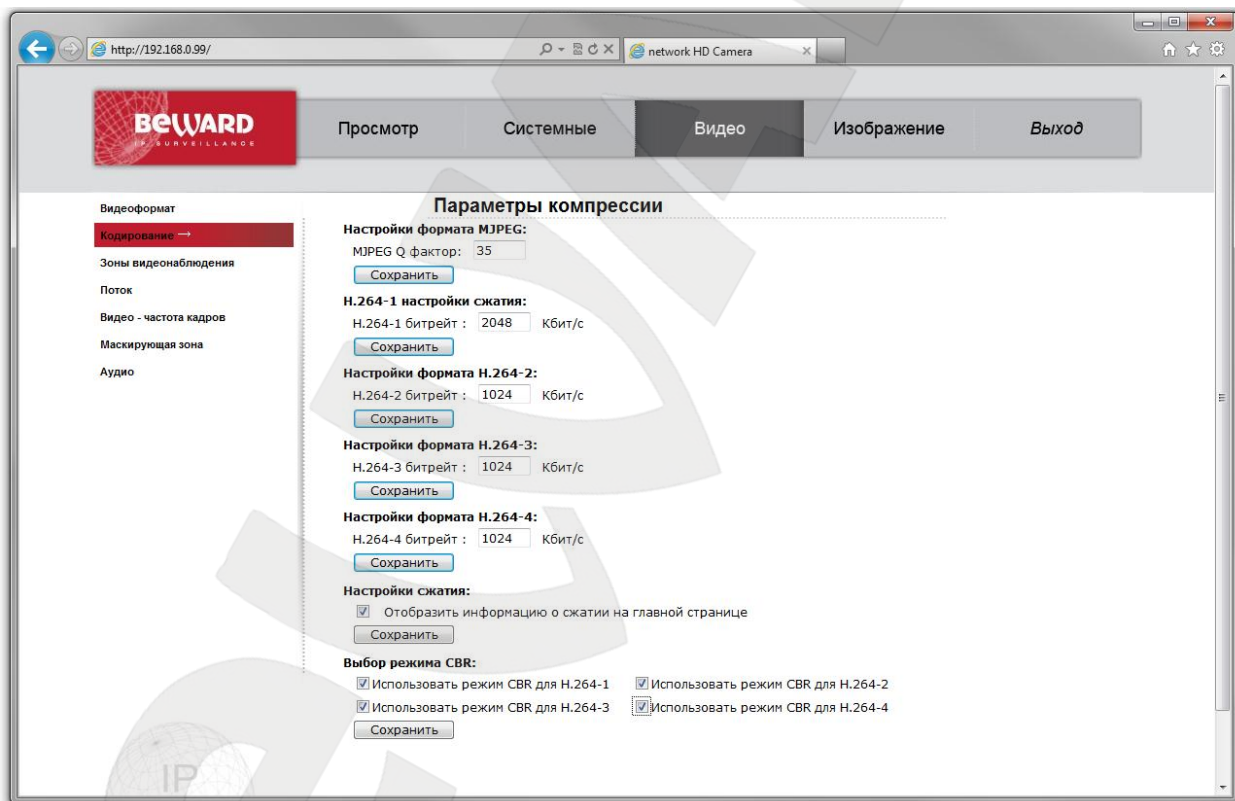 http://192.168.0.99/
network HD Camera
BEWARD
IP SURVEILLANCE
Просмотр
Системные
Видео
Изображение
Выход
Видеоформат
Кодирование →
Зоны видеонаблюдения
Поток
Видео - частота кадров
Маскирующая зона
Аудио
Параметры компрессии
Настройки формата MJPEG:
MJPEG Q фактор: 35
Сохранить
H.264-1 настройки сжатия:
H.264-1 битрейт : 2048 Кбит/с
Сохранить
Настройки формата H.264-2:
H.264-2 битрейт : 1024 Кбит/с
Сохранить
Настройки формата H.264-3:
H.264-3 битрейт : 1024 Кбит/с
Сохранить
Настройки формата H.264-4:
H.264-4 битрейт : 1024 Кбит/с
Сохранить
Настройки сжатия:
Отобразить информацию о сжатии на главной странице
Сохранить
Выбор режима CBR:
Использовать режим CBR для H.264-1 Использовать режим CBR для H.264-2
Использовать режим CBR для H.264-3 Использовать режим CBR для H.264-4
Сохранить
IP